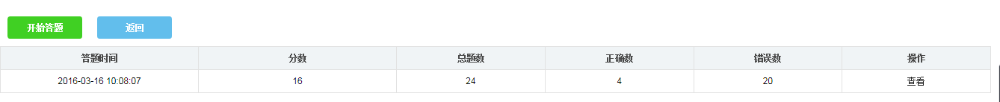 开始答题 返回
答题时间 分数 总题数 正确数 错误数 操作
2016-03-16 10:08:07 16 24 4 20 查看